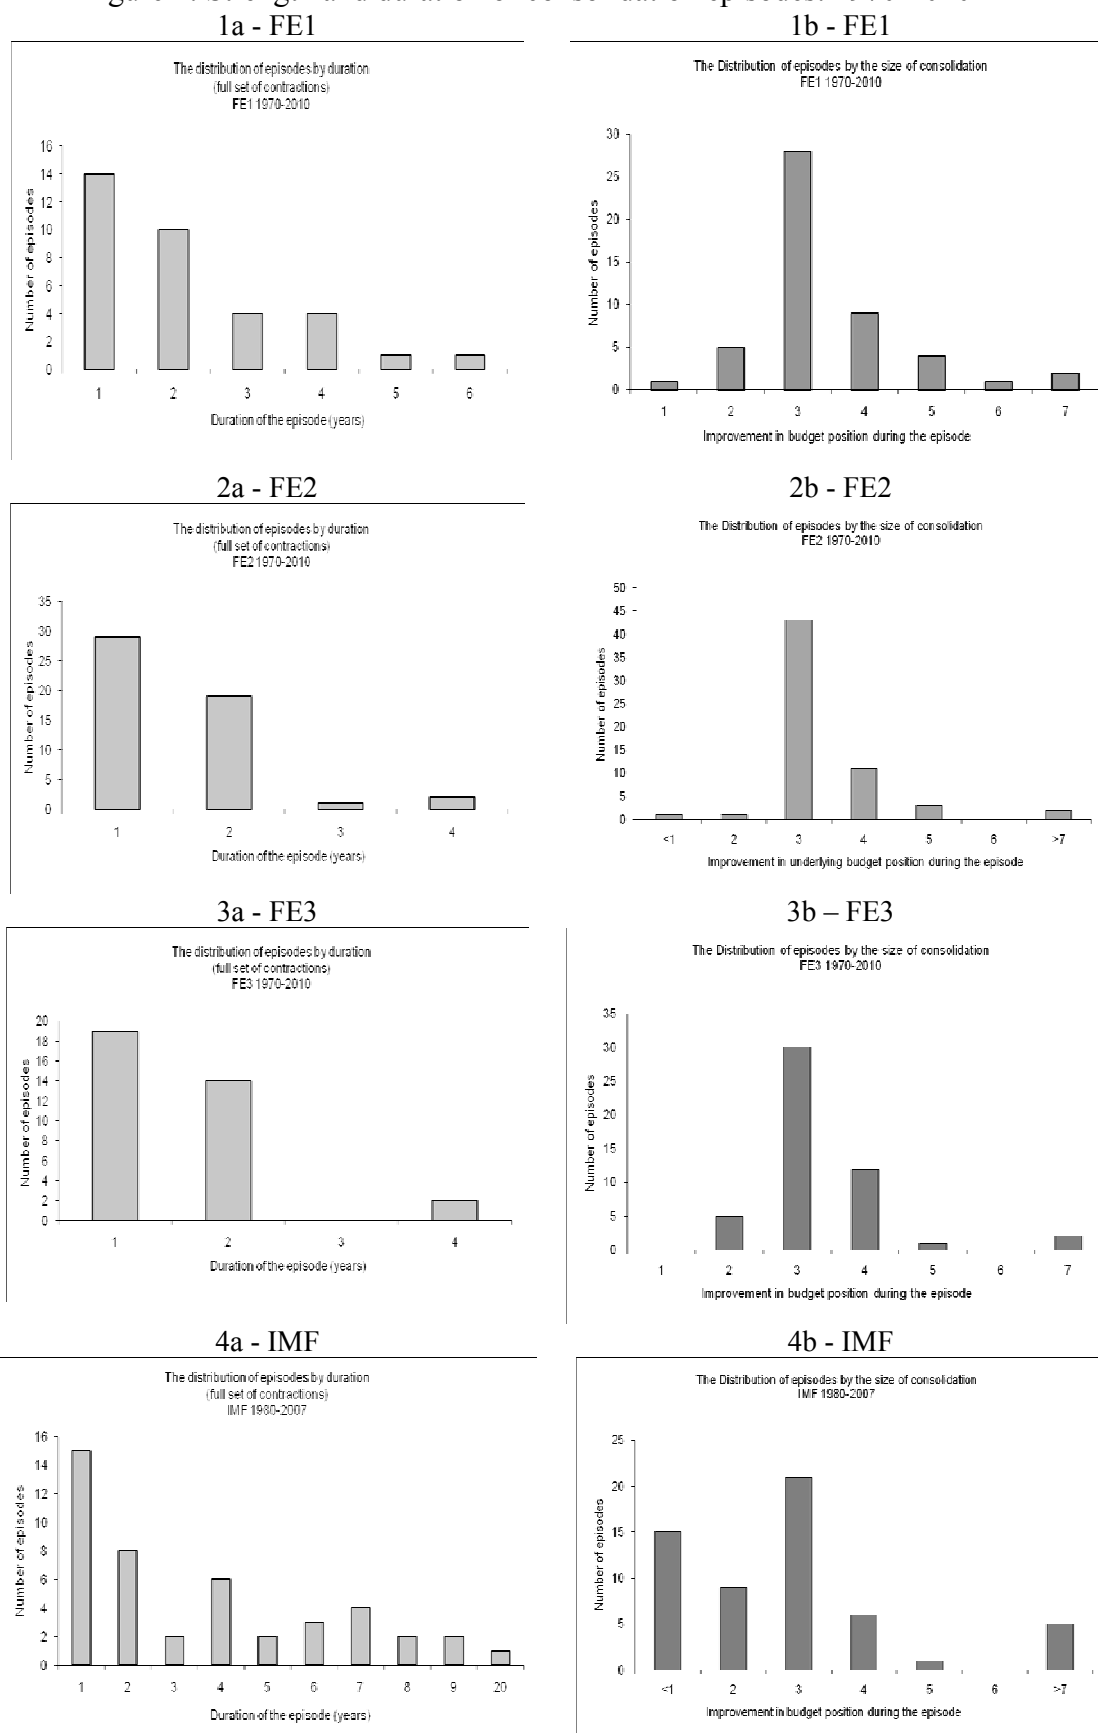 1a - FE1
The distribution of episodes by duration
(full set of contractions)
FE1 1970-2010
16
14
12
10
8
6
4
2
0
Number of episodes
1 2 3 4 5 6
Duration of the episode (years)
1b - FE1
The Distribution of episodes by the size of consolidation
FE1 1970-2010
30
25
20
15
10
5
0
Number of episodes
1 2 3 4 5 6 7
Improvement in budget position during the episode
2a - FE2
The distribution of episodes by duration
(full set of contractions)
FE2 1970-2010
35
30
25
20
15
10
5
0
Number of episodes
1 2 3 4
Duration of the episode (years)
2b - FE2
The Distribution of episodes by the size of consolidation
FE2 1970-2010
50
45
40
35
30
25
20
15
10
5
0
Number of episodes
<1 2 3 4 5 6 >7
Improvement in underlying budget position during the episode
3a - FE3
The distribution of episodes by duration
(full set of contractions)
FE3 1970-2010
20
18
16
14
12
10
8
6
4
2
0
Number of episodes
1 2 3 4
Duration of the episode (years)
3b – FE3
The Distribution of episodes by the size of consolidation
FE3 1970-2010
35
30
25
20
15
10
5
0
Number of episodes
1 2 3 4 5 6 7
Improvement in budget position during the episode
4a - IMF
The distribution of episodes by duration
(full set of contractions)
IMF 1980-2007
16
14
12
10
8
6
4
2
0
Number of episodes
1 2 3 4 5 6 7 8 9 20
Duration of the episode (years)
4b - IMF
The Distribution of episodes by the size of consolidation
IMF 1980-2007
25
20
15
10
5
0
Number of episodes
<1 2 3 4 5 6 >7
Improvement in budget position during the episode